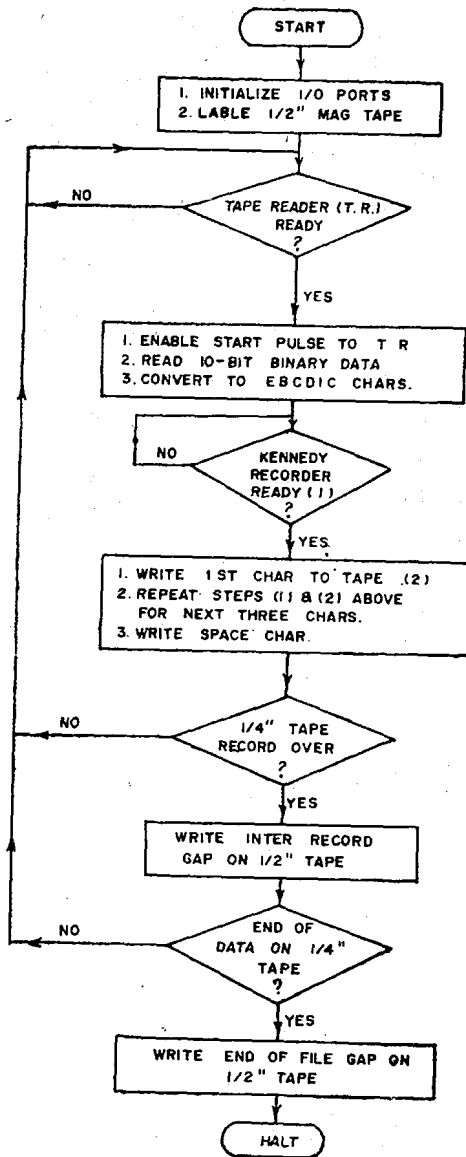 START
1. INITIALIZE I/O PORTS
2. LABLE 1/2" MAG TAPE
NO
TAPE READER (T.R.)
READY
?
YES
1. ENABLE START PULSE TO T R
2. READ 10-BIT BINARY DATA
3. CONVERT TO EBCDIC CHARS.
NO
KENNEDY
RECORDER
READY (1)
?
YES
1. WRITE 1ST CHAR TO TAPE (2)
2. REPEAT STEPS (1) & (2) ABOVE
FOR NEXT THREE CHARS.
3. WRITE SPACE CHAR.
NO
1/4" TAPE
RECORD OVER
?
YES
WRITE INTER RECORD
GAP ON 1/2" TAPE
NO
END OF
DATA ON 1/4"
TAPE
?
YES
WRITE END OF FILE GAP ON
1/2" TAPE
HALT